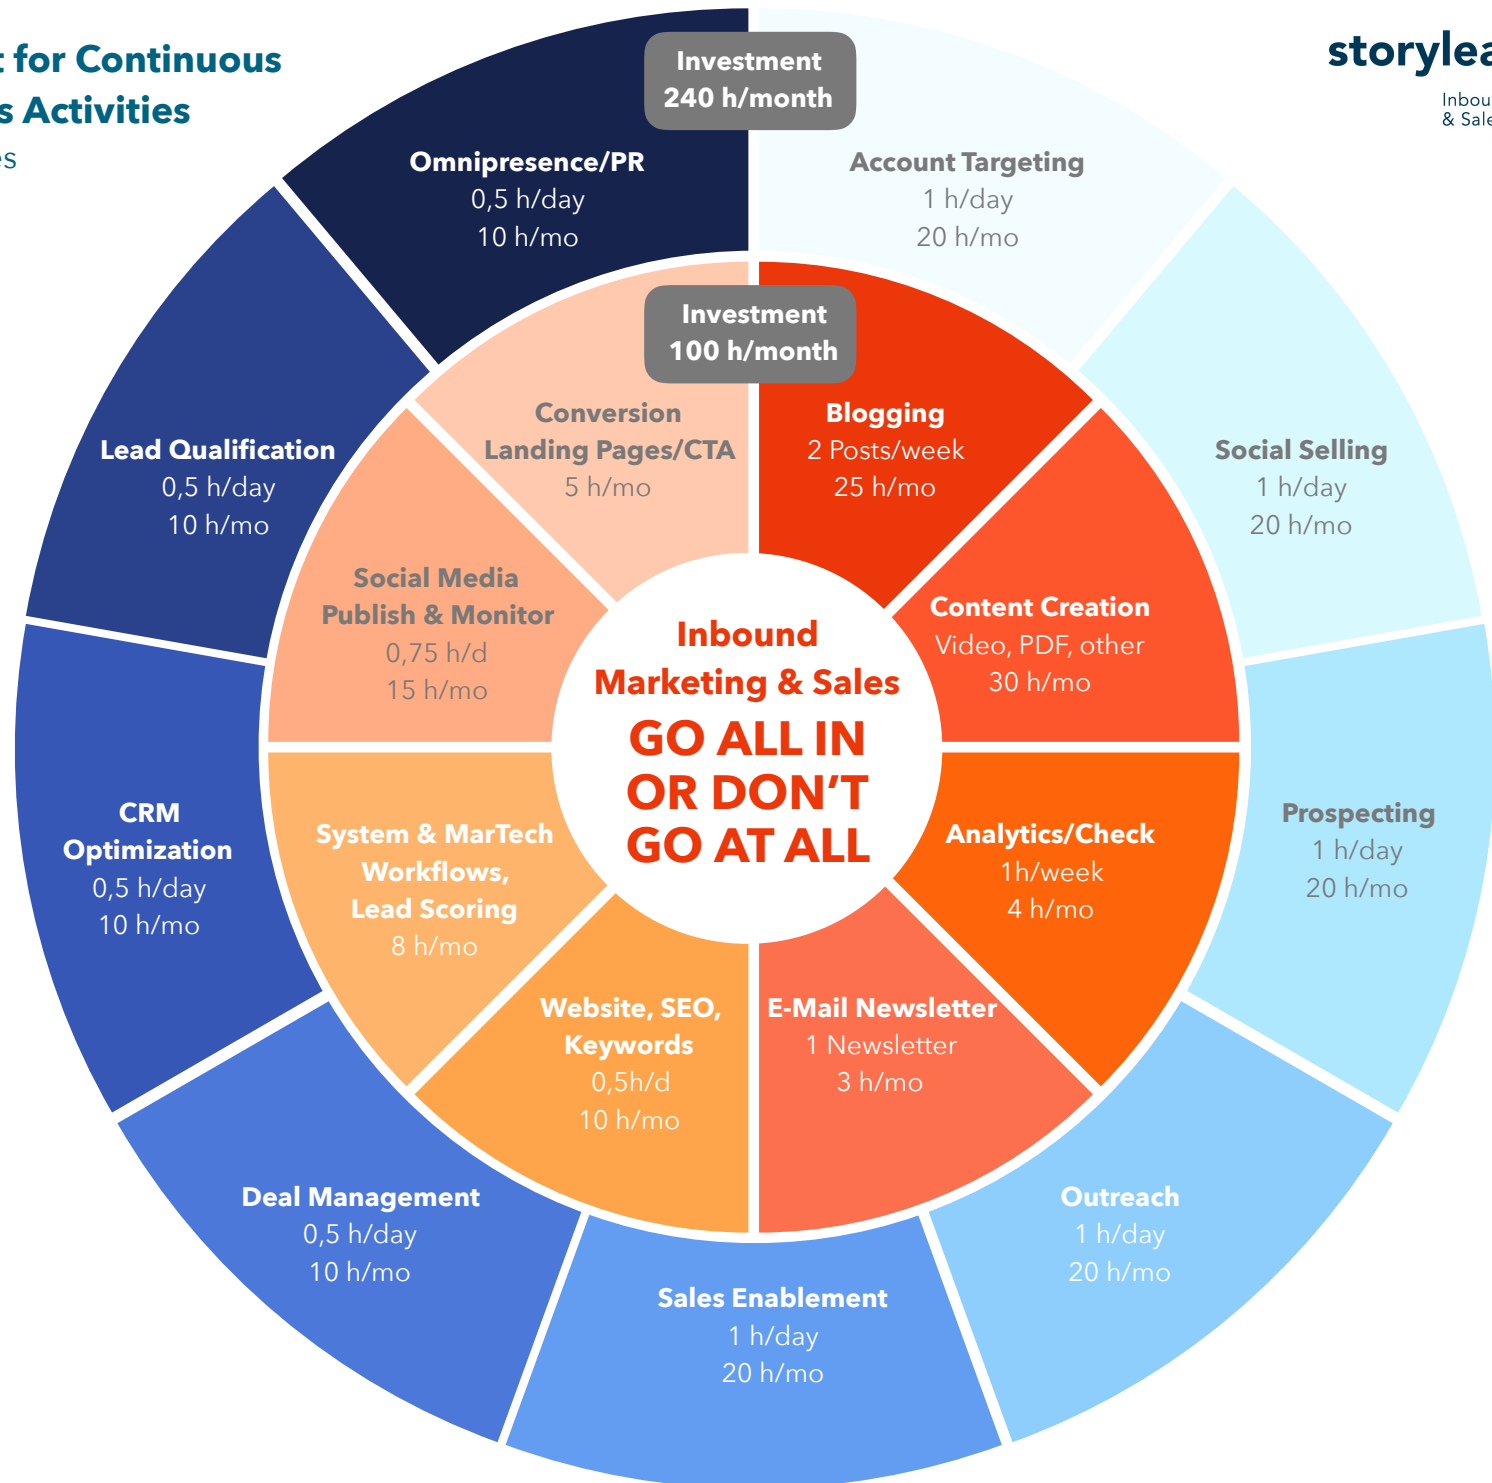 for Continuous
s Activities
es
storylea
Inbou
& Sale
Investment
240 h/month
Omnipresence/PR
0,5 h/day
10 h/mo
Account Targeting
1 h/day
20 h/mo
Investment
100 h/month
Conversion
Landing Pages/CTA
5 h/mo
Blogging
2 Posts/week
25 h/mo
Lead Qualification
0,5 h/day
10 h/mo
Social Selling
1 h/day
20 h/mo
Social Media
Publish & Monitor
0,75 h/d
15 h/mo
Content Creation
Video, PDF, other
30 h/mo
Inbound
Marketing & Sales
GO ALL IN
OR DON'T
GO AT ALL
CRM
Optimization
0,5 h/day
10 h/mo
System & MarTech
Workflows,
Lead Scoring
8 h/mo
Analytics/Check
1h/week
4 h/mo
Prospecting
1 h/day
20 h/mo
Website, SEO,
Keywords
0,5h/d
10 h/mo
E-Mail Newsletter
1 Newsletter
3 h/mo
Deal Management
0,5 h/day
10 h/mo
Outreach
1 h/day
20 h/mo
Sales Enablement
1 h/day
20 h/mo